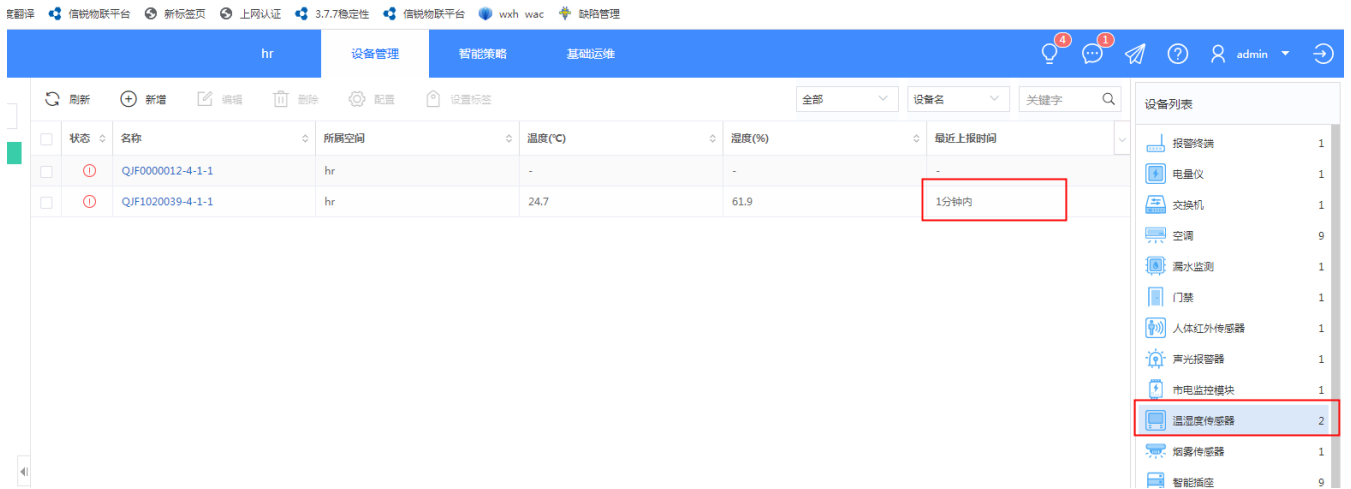 度翻译 信锐物联平台 新标签页 上网认证 3.7.7稳定性 信锐物联平台 wxh wac 缺陷管理
hr 设备管理 智能策略 基础运维 4 1 admin
刷新 新增 编辑 删除 配置 设置标签 全部 设备名 关键字
状态 名称 所属空间 温度(℃) 湿度(%) 最近上报时间
QJF0000012-4-1-1 hr - - -
QJF1020039-4-1-1 hr 24.7 61.9 1分钟内
设备列表
报警终端 1
电量仪 1
交换机 1
空调 9
漏水监测 1
门禁 1
人体红外传感器 1
声光报警器 1
市电监控模块 1
温湿度传感器 2
烟雾传感器 1
智能插座 9